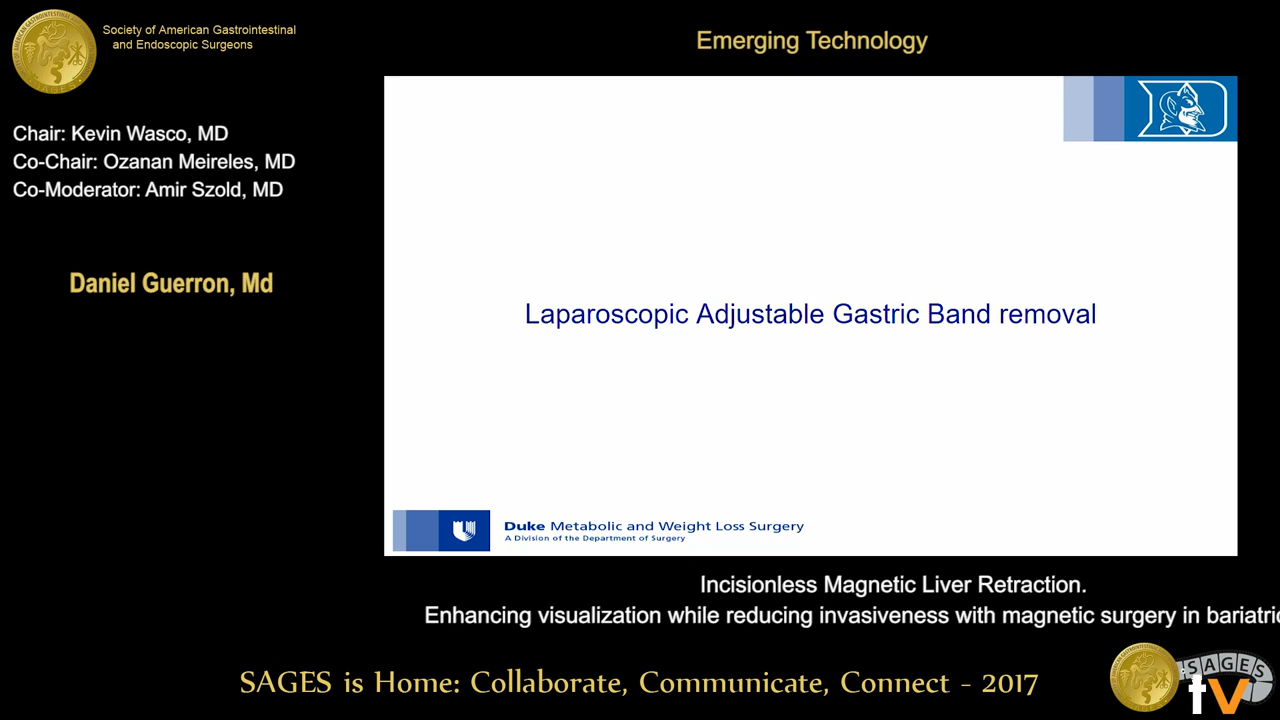 Society of American Gastrointestinal
and Endoscopic Surgeons
Emerging Technology
Chair: Kevin Wasco, MD
Co-Chair: Ozanan Meireles, MD
Co-Moderator: Amir Szold, MD
Daniel Guerron, Md
Laparoscopic Adjustable Gastric Band removal
Duke Metabolic and Weight Loss Surgery
A Division of the Department of Surgery
Incisionless Magnetic Liver Retraction.
Enhancing visualization while reducing invasiveness with magnetic surgery in bariatric
SAGES is Home: Collaborate, Communicate, Connect - 2017
SAGES
tv